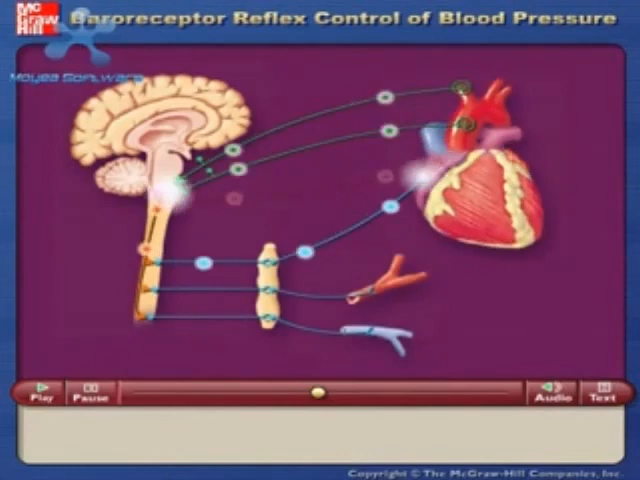 Mc
Graw
Hill
Baroreceptor Reflex Control of Blood Pressure
Moyea Software
Play
Pause
Audio
Text
Copyright © The McGraw-Hill Companies, Inc.